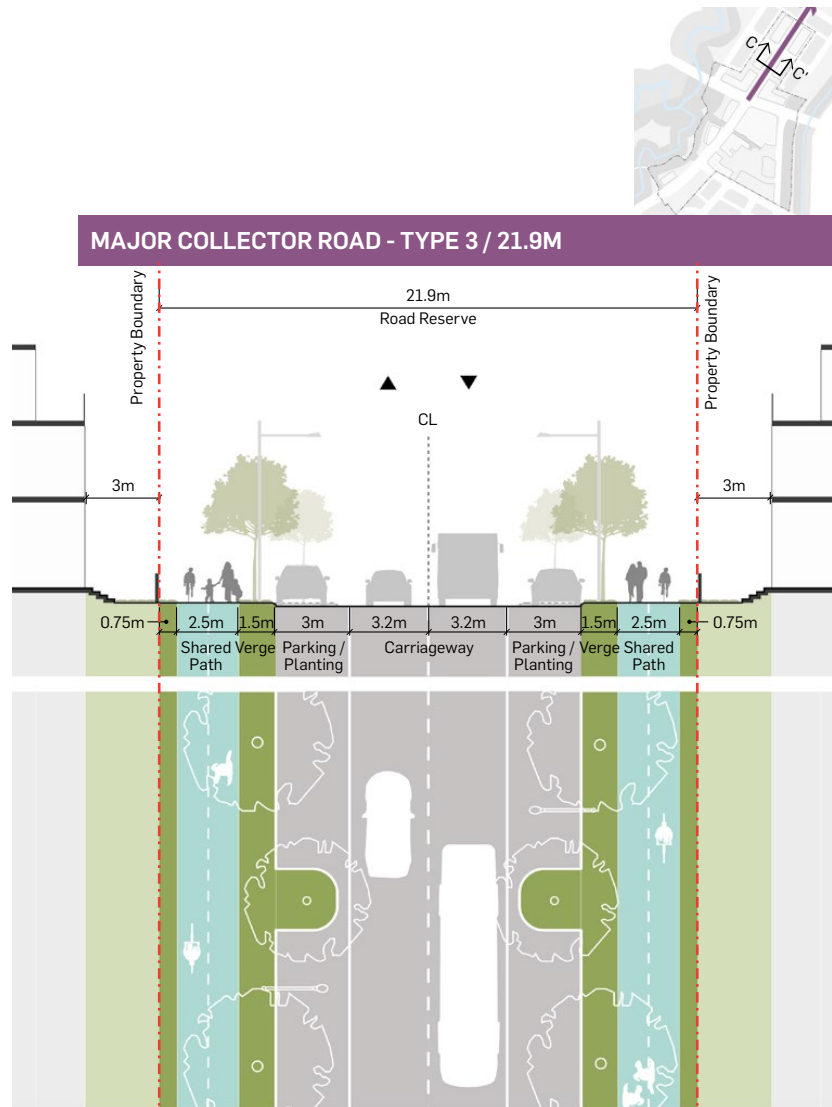 C
C'
MAJOR COLLECTOR ROAD - TYPE 3 / 21.9M
Property Boundary
21.9m
Road Reserve
Property Boundary
CL
3m
3m
0.75m
2.5m
1.5m
3m
3.2m
3.2m
3m
1.5m
2.5m
0.75m
Shared
Path
Verge
Parking /
Planting
Carriageway
Parking /
Planting
Verge
Shared
Path